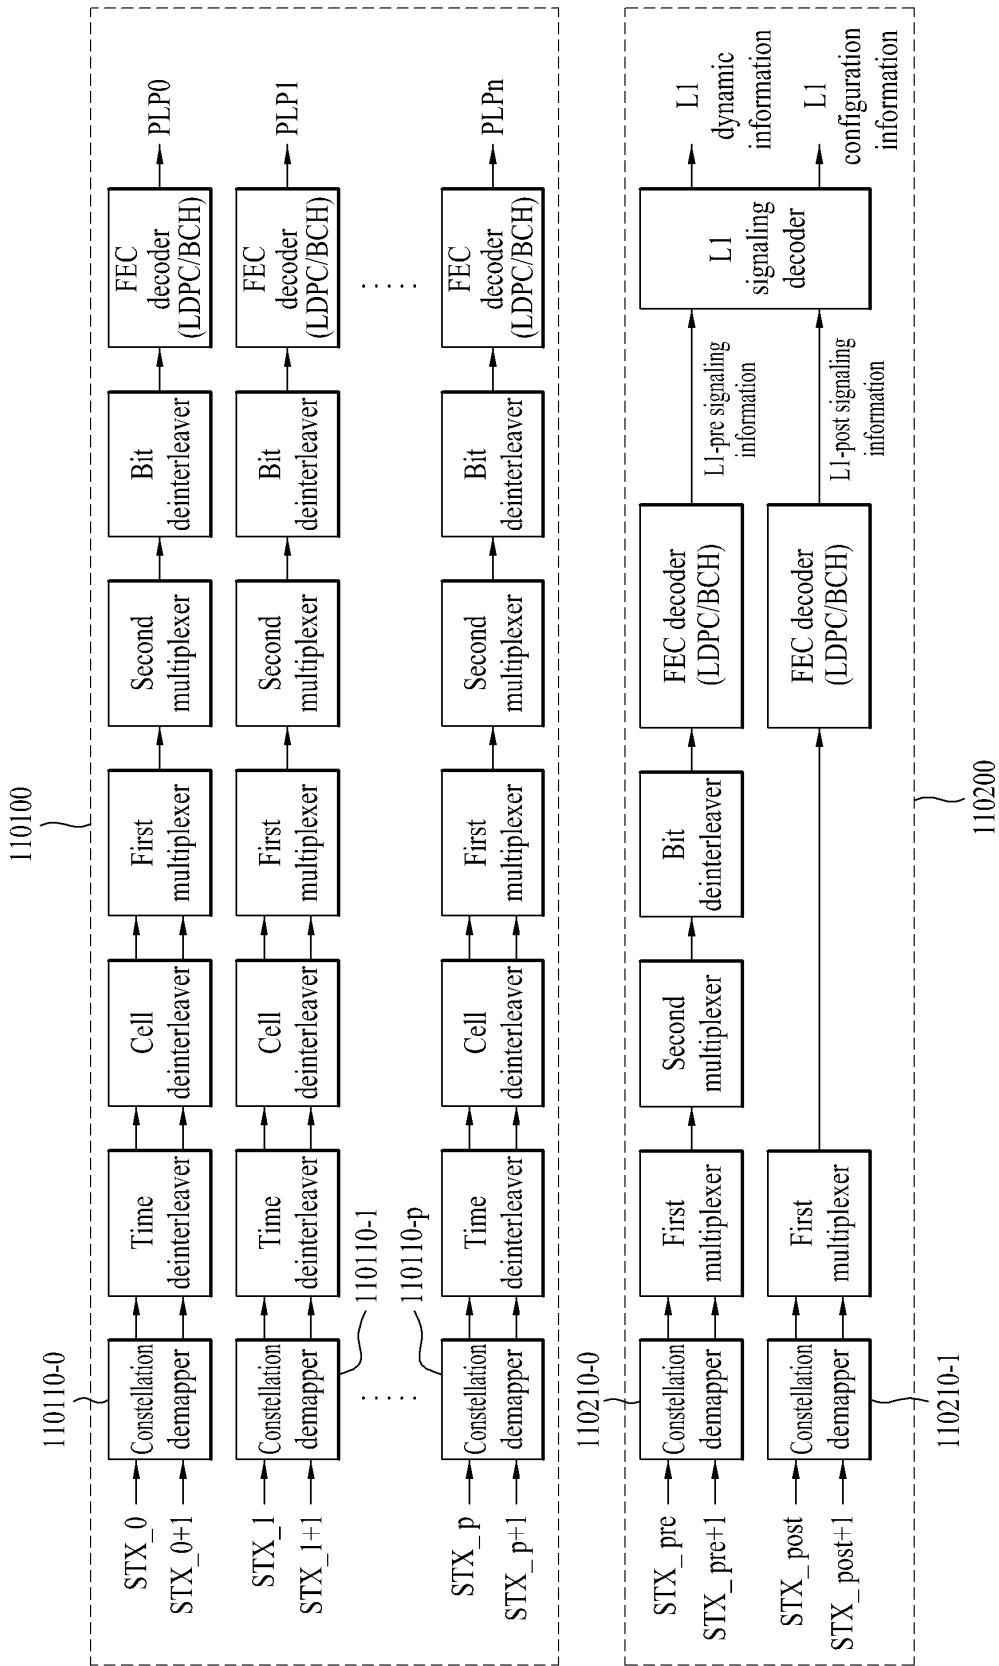 110100
STX_0
STX_0+1
110110-0
Constellation
demapper
Time
deinterleaver
Cell
deinterleaver
First
multiplexer
Second
multiplexer
Bit
deinterleaver
FEC
decoder
(LDPC/BCH)
PLP0
STX_1
STX_1+1
Constellation
demapper
110110-1
Time
deinterleaver
Cell
deinterleaver
First
multiplexer
Second
multiplexer
Bit
deinterleaver
FEC
decoder
(LDPC/BCH)
PLP1
.....
.....
110110-p
STX_p
STX_p+1
Constellation
demapper
Time
deinterleaver
Cell
deinterleaver
First
multiplexer
Second
multiplexer
Bit
deinterleaver
FEC
decoder
(LDPC/BCH)
PLPn
110210-0
STX_pre
STX_pre+1
Constellation
demapper
First
multiplexer
Second
multiplexer
Bit
deinterleaver
FEC decoder
(LDPC/BCH)
L1-pre signaling
information
L1
signaling
decoder
L1
dynamic
information
STX_post
STX_post+1
Constellation
demapper
110210-1
First
multiplexer
FEC decoder
(LDPC/BCH)
L1-post signaling
information
L1
configuration
information
110200